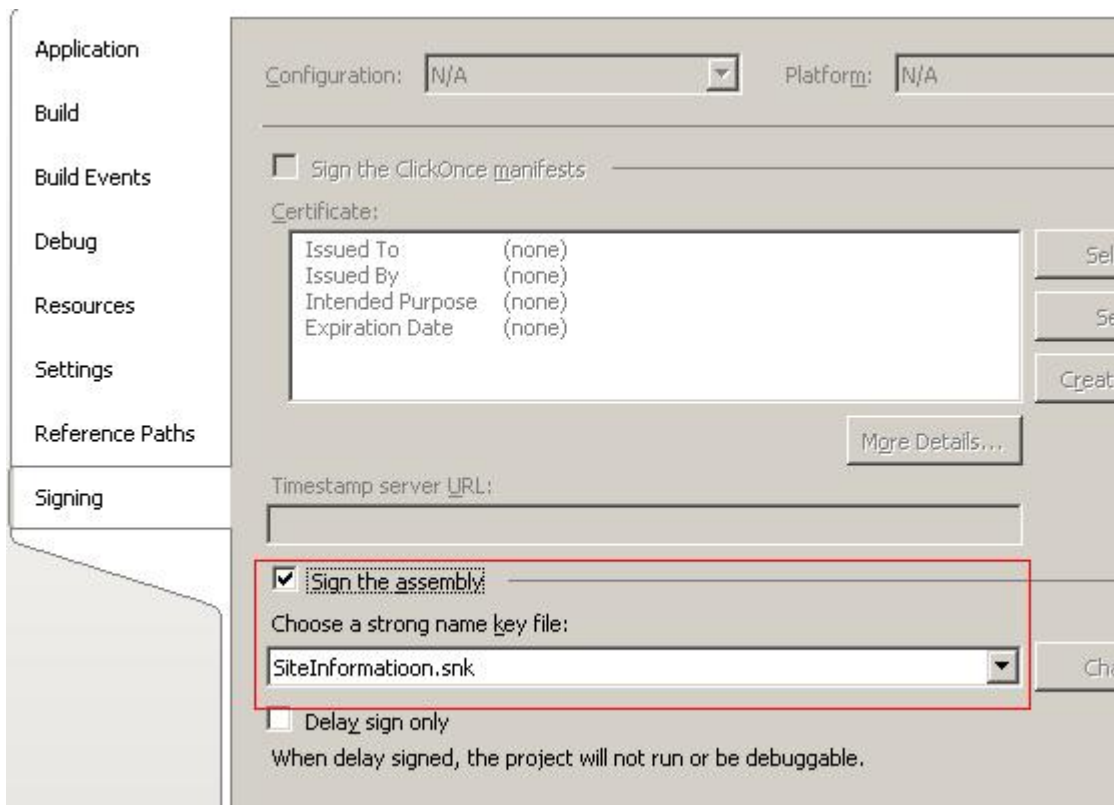 Application
Build
Build Events
Debug
Resources
Settings
Reference Paths
Signing
Configuration: N/A Platform: N/A
Sign the ClickOnce manifests
Certificate:
Issued To (none)
Issued By (none)
Intended Purpose (none)
Expiration Date (none)
More Details...
Timestamp server URL:
Sign the assembly
Choose a strong name key file:
SiteInformatioon.snk
Delay sign only
When delay signed, the project will not run or be debuggable.